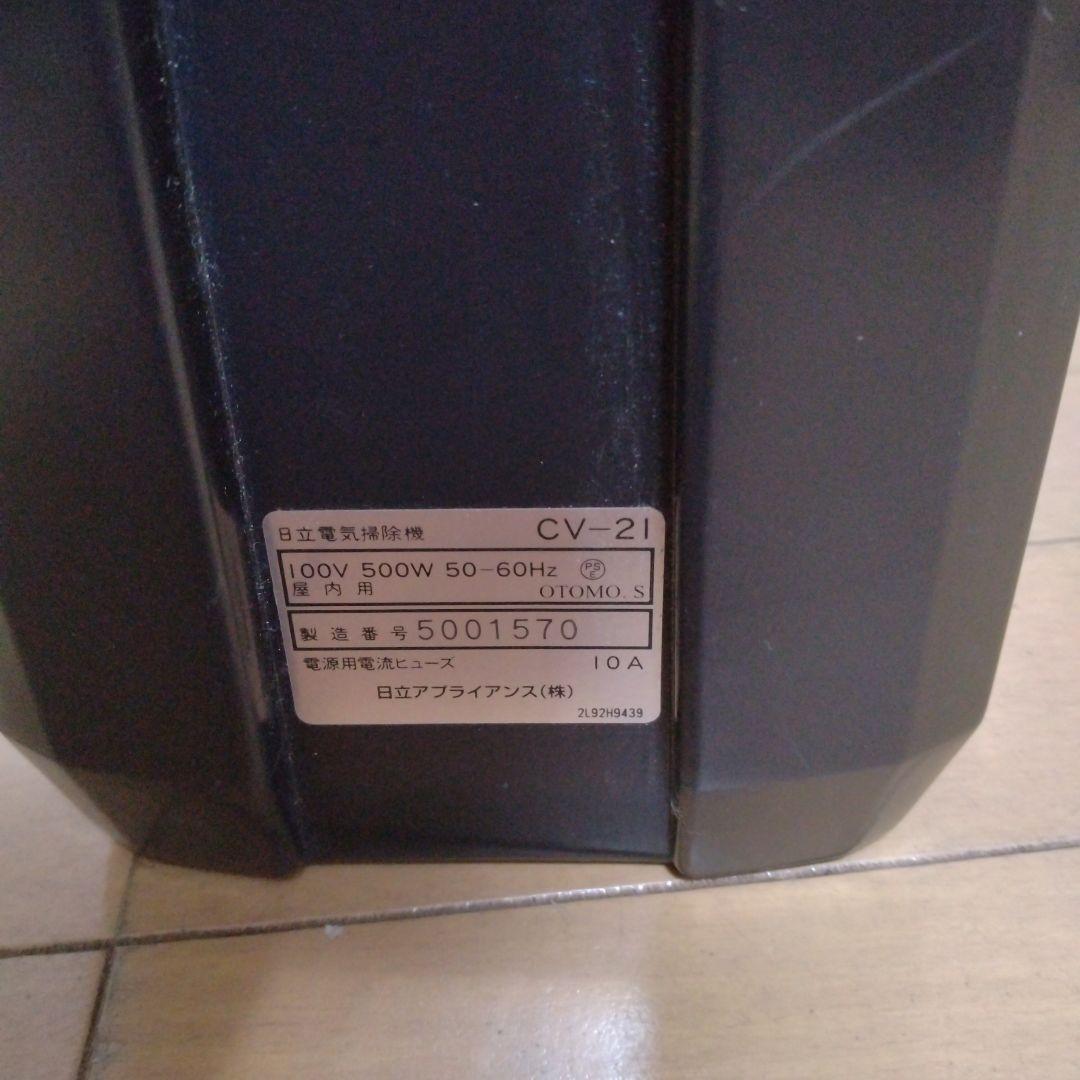 日立電気掃除機 CV-21
100V 500W 50-60Hz PSE
屋内用 OTOMO. S
製造番号 5001570
電源用電流ヒューズ 10A
日立アプライアンス(株)
2L92H9439